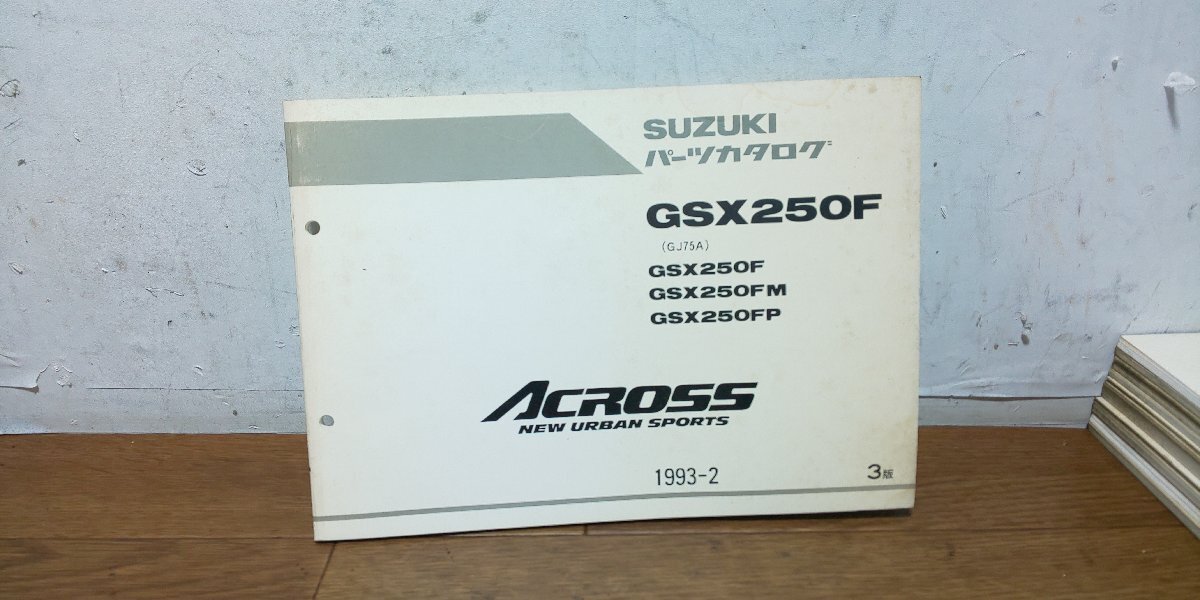 SUZUKI
パーツカタログ
GSX250F
(GJ75A)
GSX250F
GSX250FM
GSX250FP
ACROSS
NEW URBAN SPORTS
1993-2
3版